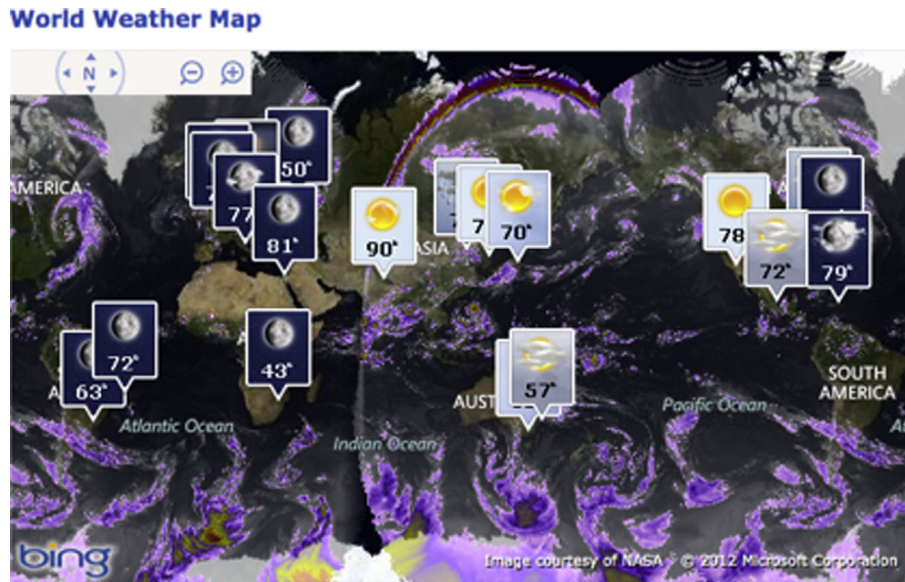 World Weather Map
N
50°
AMERICA
77
81°
90°
ASIA
70°
78
72°
79°
72°
63°
43°
57°
AUST
SOUTH
AMERICA
Atlantic Ocean
Pacific Ocean
Indian Ocean
bing
Image courtesy of NASA © 2012 Microsoft Corporation